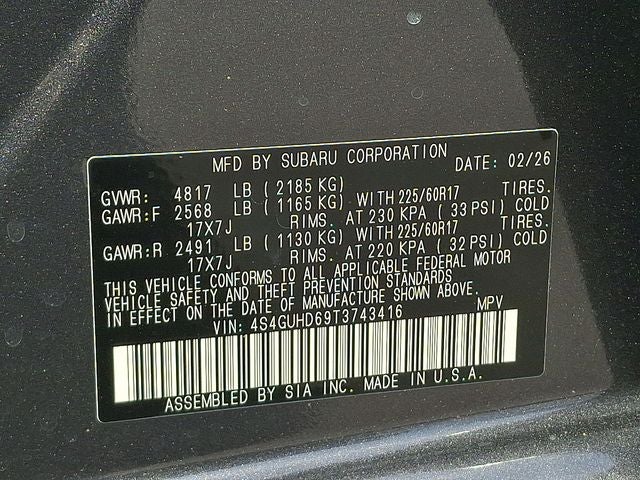 MFD BY SUBARU CORPORATION DATE: 02/26
GVWR: 4817 LB (2185 KG)
GAWR:F 2568 LB (1165 KG) WITH 225/60R17 TIRES.
17X7J RIMS. AT 230 KPA (33 PSI) COLD
GAWR:R 2491 LB (1130 KG) WITH 225/60R17 TIRES.
17X7J RIMS. AT 220 KPA (32 PSI) COLD
THIS VEHICLE CONFORMS TO ALL APPLICABLE FEDERAL MOTOR
VEHICLE SAFETY AND THEFT PREVENTION STANDARDS
IN EFFECT ON THE DATE OF MANUFACTURE SHOWN ABOVE.
VIN: 4S4GUHD69T3743416 MPV
ASSEMBLED BY SIA INC. MADE IN U.S.A.